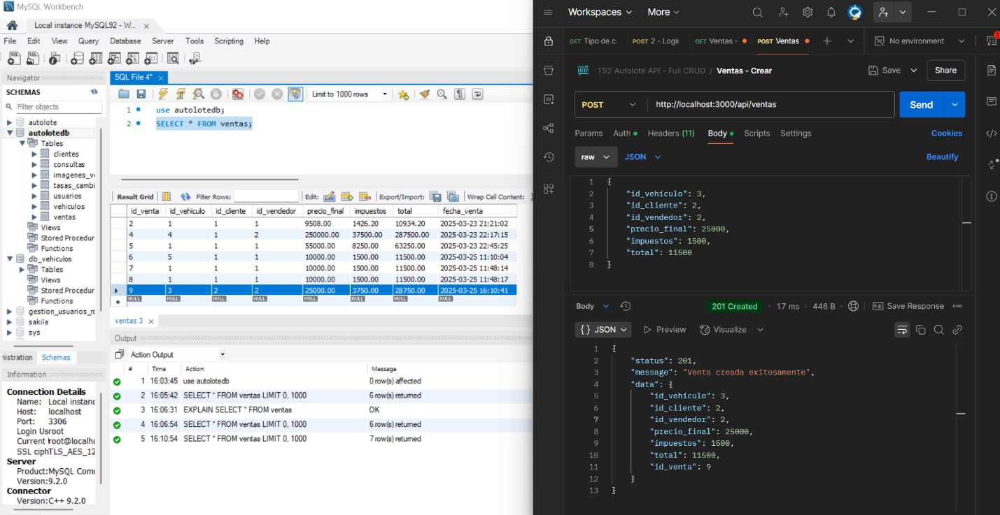 MySQL Workbench
Local instance MySQL92 - W... ×
File Edit View Query Database Server Tools Scripting Help
Navigator
SCHEMAS
Filter objects
autolote
autolotedb
Tables
clientes
consultas
imagenes_v
tasas_cambi
usuarios
vehiculos
ventas
Views
Stored Procedur
Functions
db_vehiculos
Tables
Views
Stored Procedur
Functions
gestion_usuarios_ro
sakila
sys
nistration Schemas
Information
Connection Details
Name: Local instanc
Host: localhost
Port: 3306
Login Usroot
Current root@localho
SSL ciphTLS_AES_12
Server
Product:MySQL Comm
Version:9.2.0
Connector
Version:C++ 9.2.0
SQL File 4* ×
Limit to 1000 rows
1 use autolotedb;
2 SELECT * FROM ventas;
Result Grid Filter Rows: Edit: Export/Import: Wrap Cell Content:
id_venta id_vehiculo id_cliente id_vendedor precio_final impuestos total fecha_venta
2 1 1 1 9508.00 1426.20 10934.20 2025-03-23 21:21:02
4 4 1 2 250000.00 37500.00 287500.00 2025-03-23 22:17:15
5 1 1 1 55000.00 8250.00 63250.00 2025-03-23 22:45:25
6 5 1 1 10000.00 1500.00 11500.00 2025-03-25 11:10:04
7 1 1 1 10000.00 1500.00 11500.00 2025-03-25 11:48:14
8 1 1 1 10000.00 1500.00 11500.00 2025-03-25 11:48:17
9 3 2 2 25000.00 3750.00 28750.00 2025-03-25 16:10:41
NULL NULL NULL NULL NULL NULL NULL NULL
ventas 3 ×
Output
Action Output
# Time Action Message
1 16:03:45 use autolotedb 0 row(s) affected
2 16:05:42 SELECT * FROM ventas LIMIT 0, 1000 6 row(s) returned
3 16:06:31 EXPLAIN SELECT * FROM ventas OK
4 16:06:54 SELECT * FROM ventas LIMIT 0, 1000 6 row(s) returned
5 16:10:54 SELECT * FROM ventas LIMIT 0, 1000 7 row(s) returned
Workspaces More
GET Tipo de c POST 2 - Login GET Ventas - POST Ventas No environment
HTTP T92 Autolote API - Full CRUD / Ventas - Crear Save Share
POST http://localhost:3000/api/ventas Send
Params Auth Headers (11) Body Scripts Settings Cookies
raw JSON Beautify
1 {
2 "id_vehiculo": 3,
3 "id_cliente": 2,
4 "id_vendedor": 2,
5 "precio_final": 25000,
6 "impuestos": 1500,
7 "total": 11500
8 }
Body 201 Created • 17 ms • 446 B Save Response
{} JSON Preview Visualize
1 {
2 "status": 201,
3 "message": "Venta creada exitosamente",
4 "data": {
5 "id_vehiculo": 3,
6 "id_cliente": 2,
7 "id_vendedor": 2,
8 "precio_final": 25000,
9 "impuestos": 1500,
10 "total": 11500,
11 "id_venta": 9
12 }
13 }